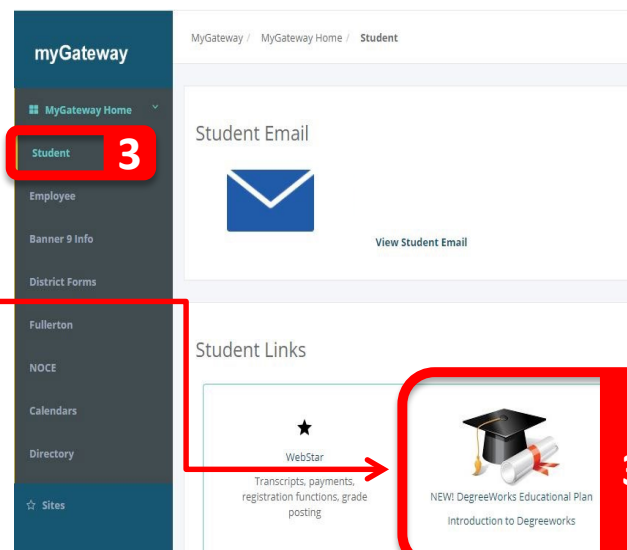 myGateway
MyGateway / MyGateway Home / Student
MyGateway Home
Student 3
Employee
Banner 9 Info
District Forms
Fullerton
NOCE
Calendars
Directory
Sites
Student Email
View Student Email
Student Links
WebStar
Transcripts, payments,
registration functions, grade
posting
NEW! DegreeWorks Educational Plan
Introduction to Degreeworks